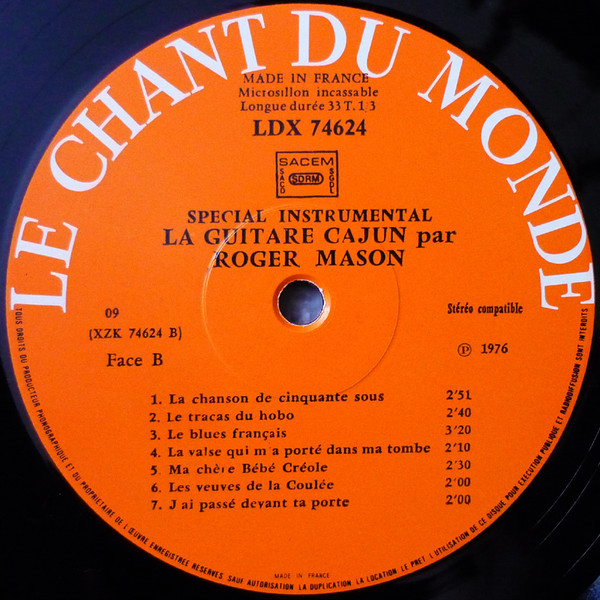 LE CHANT DU MONDE
MADE IN FRANCE
Microsillon incassable
Longue durée 33 T. 1/3
LDX 74624
SACEM
SACD SDRM SGDL
SPECIAL INSTRUMENTAL
LA GUITARE CAJUN par
ROGER MASON
09
(XZK 74624 B)
Face B
Stéréo compatible
℗ 1976
1. La chanson de cinquante sous 2'51
2. Le tracas du hobo 2'40
3. Le blues français 3'20
4. La valse qui m'a porté dans ma tombe 2'10
5. Ma chère Bébé Créole 2'30
6. Les veuves de la Coulée 2'00
7. J'ai passé devant ta porte 2'00
TOUS DROITS DU PRODUCTEUR PHONOGRAPHIQUE ET DU PROPRIETAIRE DE L'ŒUVRE ENREGISTREE RESERVES SAUF AUTORISATION LA DUPLICATION LA LOCATION LE PRET L'UTILISATION DE CE DISQUE POUR EXECUTION PUBLIQUE ET RADIODIFFUSION SONT INTERDITS
MADE IN FRANCE